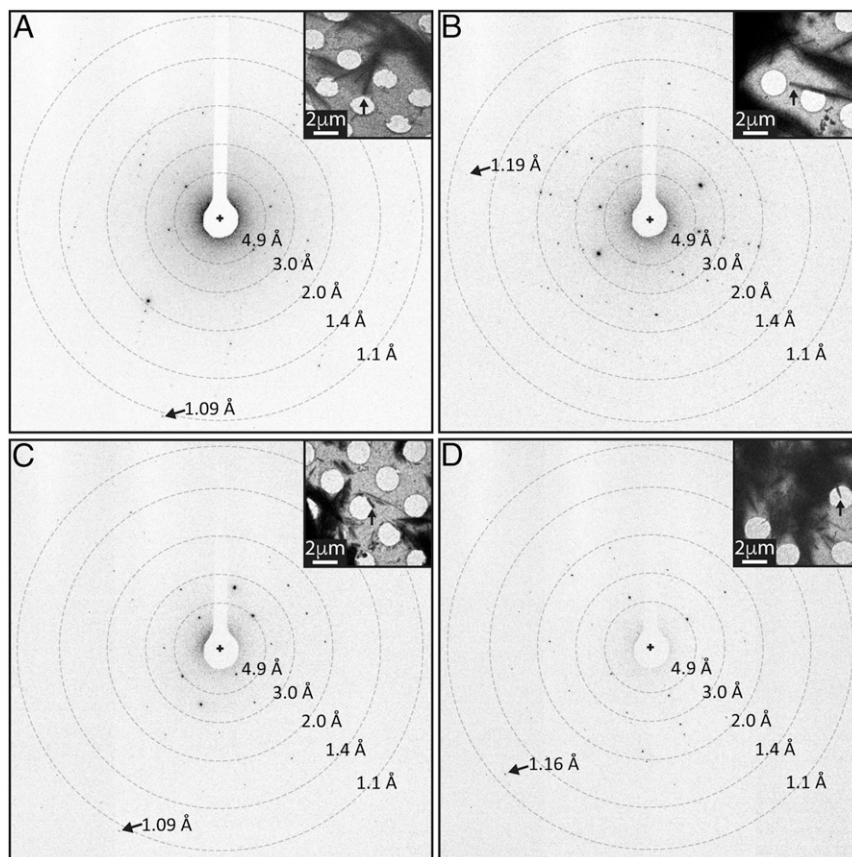 A
2μm
4.9 Å
3.0 Å
2.0 Å
1.4 Å
1.1 Å
1.09 Å
B
2μm
1.19 Å
4.9 Å
3.0 Å
2.0 Å
1.4 Å
1.1 Å
C
2μm
4.9 Å
3.0 Å
2.0 Å
1.4 Å
1.1 Å
1.09 Å
D
2μm
4.9 Å
3.0 Å
2.0 Å
1.4 Å
1.16 Å
1.1 Å